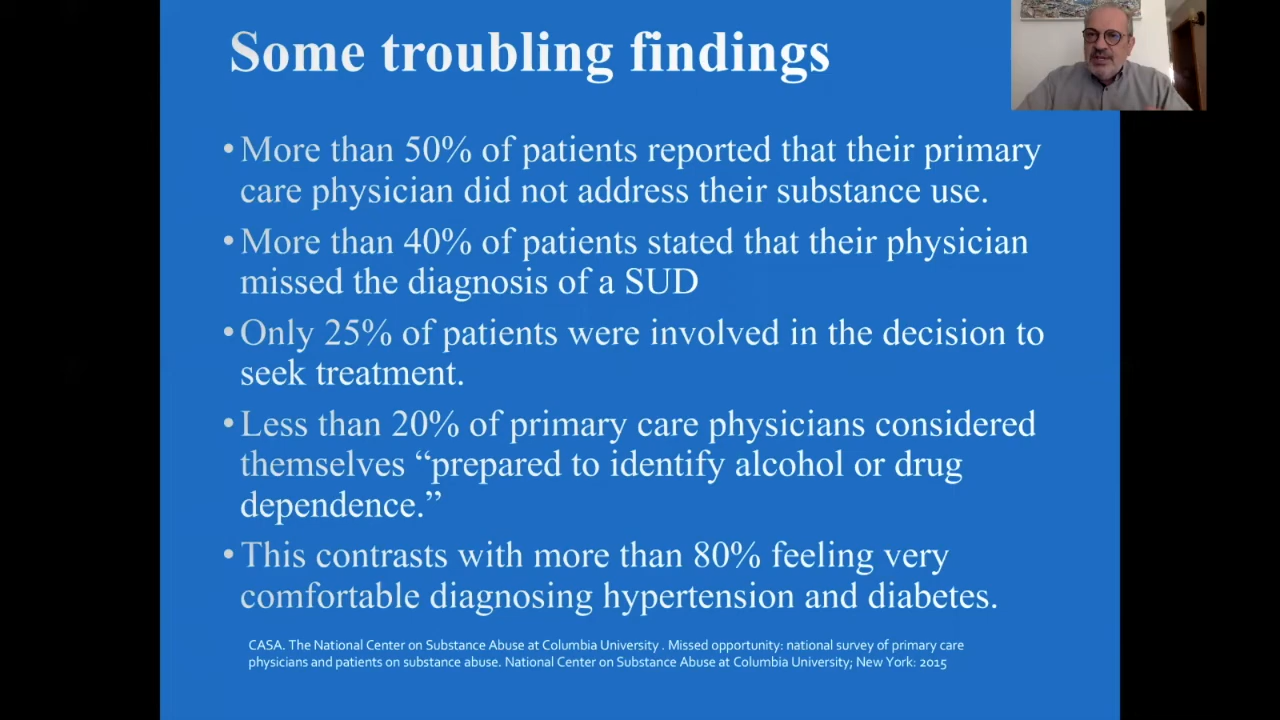 Some troubling findings
• More than 50% of patients reported that their primary
care physician did not address their substance use.
• More than 40% of patients stated that their physician
missed the diagnosis of a SUD
• Only 25% of patients were involved in the decision to
seek treatment.
• Less than 20% of primary care physicians considered
themselves “prepared to identify alcohol or drug
dependence.”
• This contrasts with more than 80% feeling very
comfortable diagnosing hypertension and diabetes.
CASA. The National Center on Substance Abuse at Columbia University . Missed opportunity: national survey of primary care
physicians and patients on substance abuse. National Center on Substance Abuse at Columbia University; New York: 2015